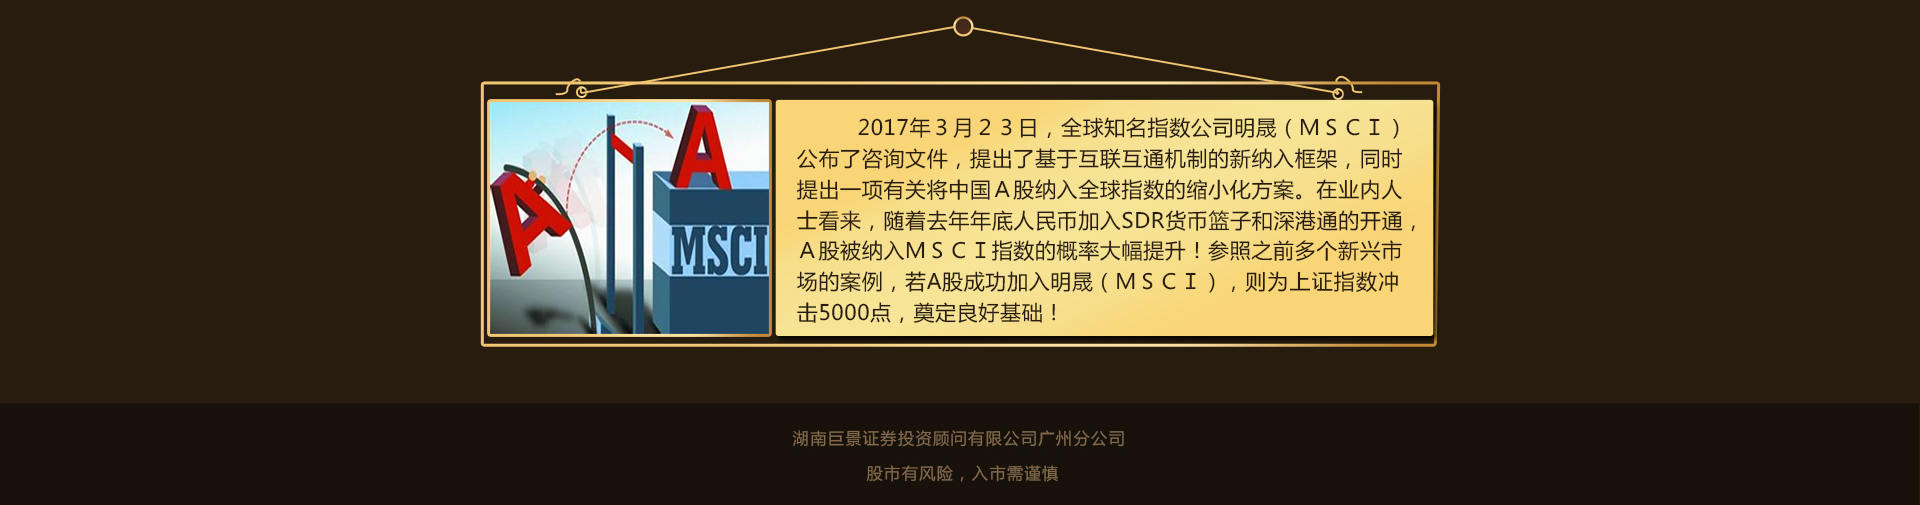 A
A
MSCI
2017年３月２３日，全球知名指数公司明晟（ＭＳＣＩ）
公布了咨询文件，提出了基于互联互通机制的新纳入框架，同时
提出一项有关将中国Ａ股纳入全球指数的缩小化方案。在业内人
士看来，随着去年年底人民币加入SDR货币篮子和深港通的开通，
Ａ股被纳入ＭＳＣＩ指数的概率大幅提升！参照之前多个新兴市
场的案例，若A股成功加入明晟（ＭＳＣＩ），则为上证指数冲
击5000点，奠定良好基础！
湖南巨景证券投资顾问有限公司广州分公司
股市有风险，入市需谨慎